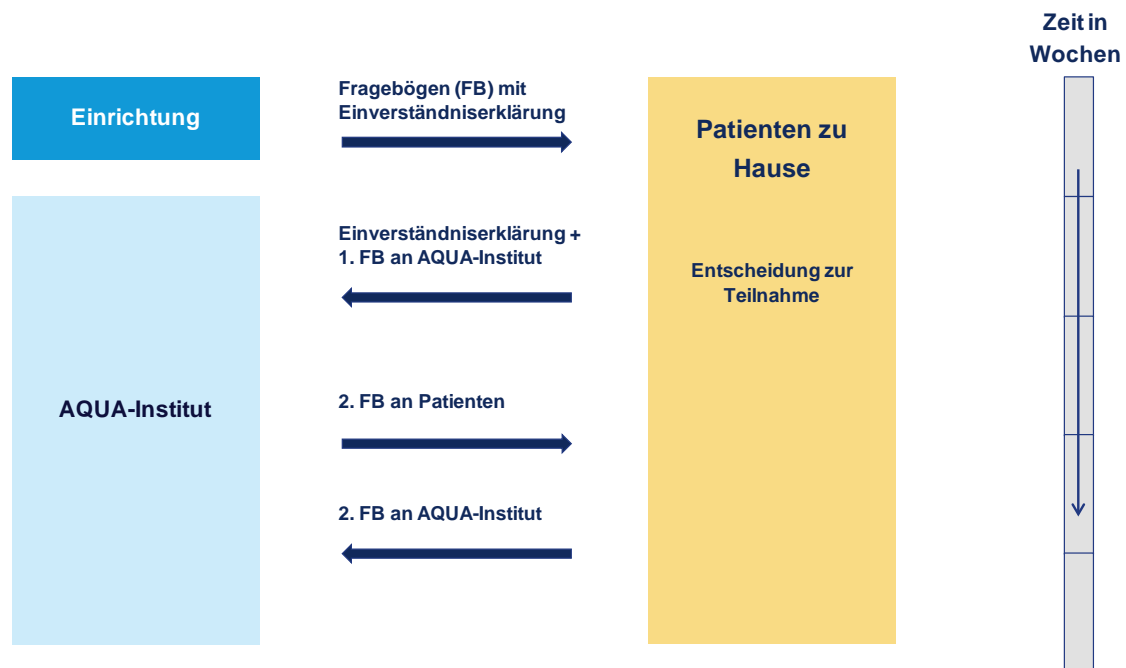 Zeit in
Wochen
Einrichtung
Fragebögen (FB) mit
Einverständniserklärung
Patienten zu
Hause
Einverständniserklärung +
1. FB an AQUA-Institut
Entscheidung zur
Teilnahme
AQUA-Institut
2. FB an Patienten
2. FB an AQUA-Institut